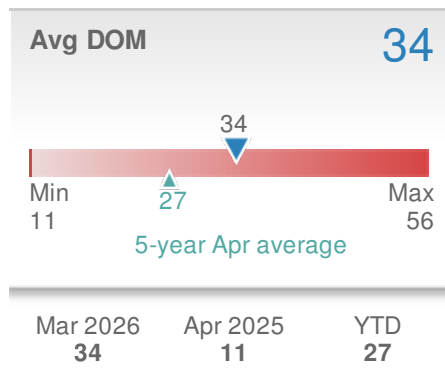 Avg DOM 34
34
Min 27 Max
11 56
5-year Apr average
Mar 2026 Apr 2025 YTD
34 11 27